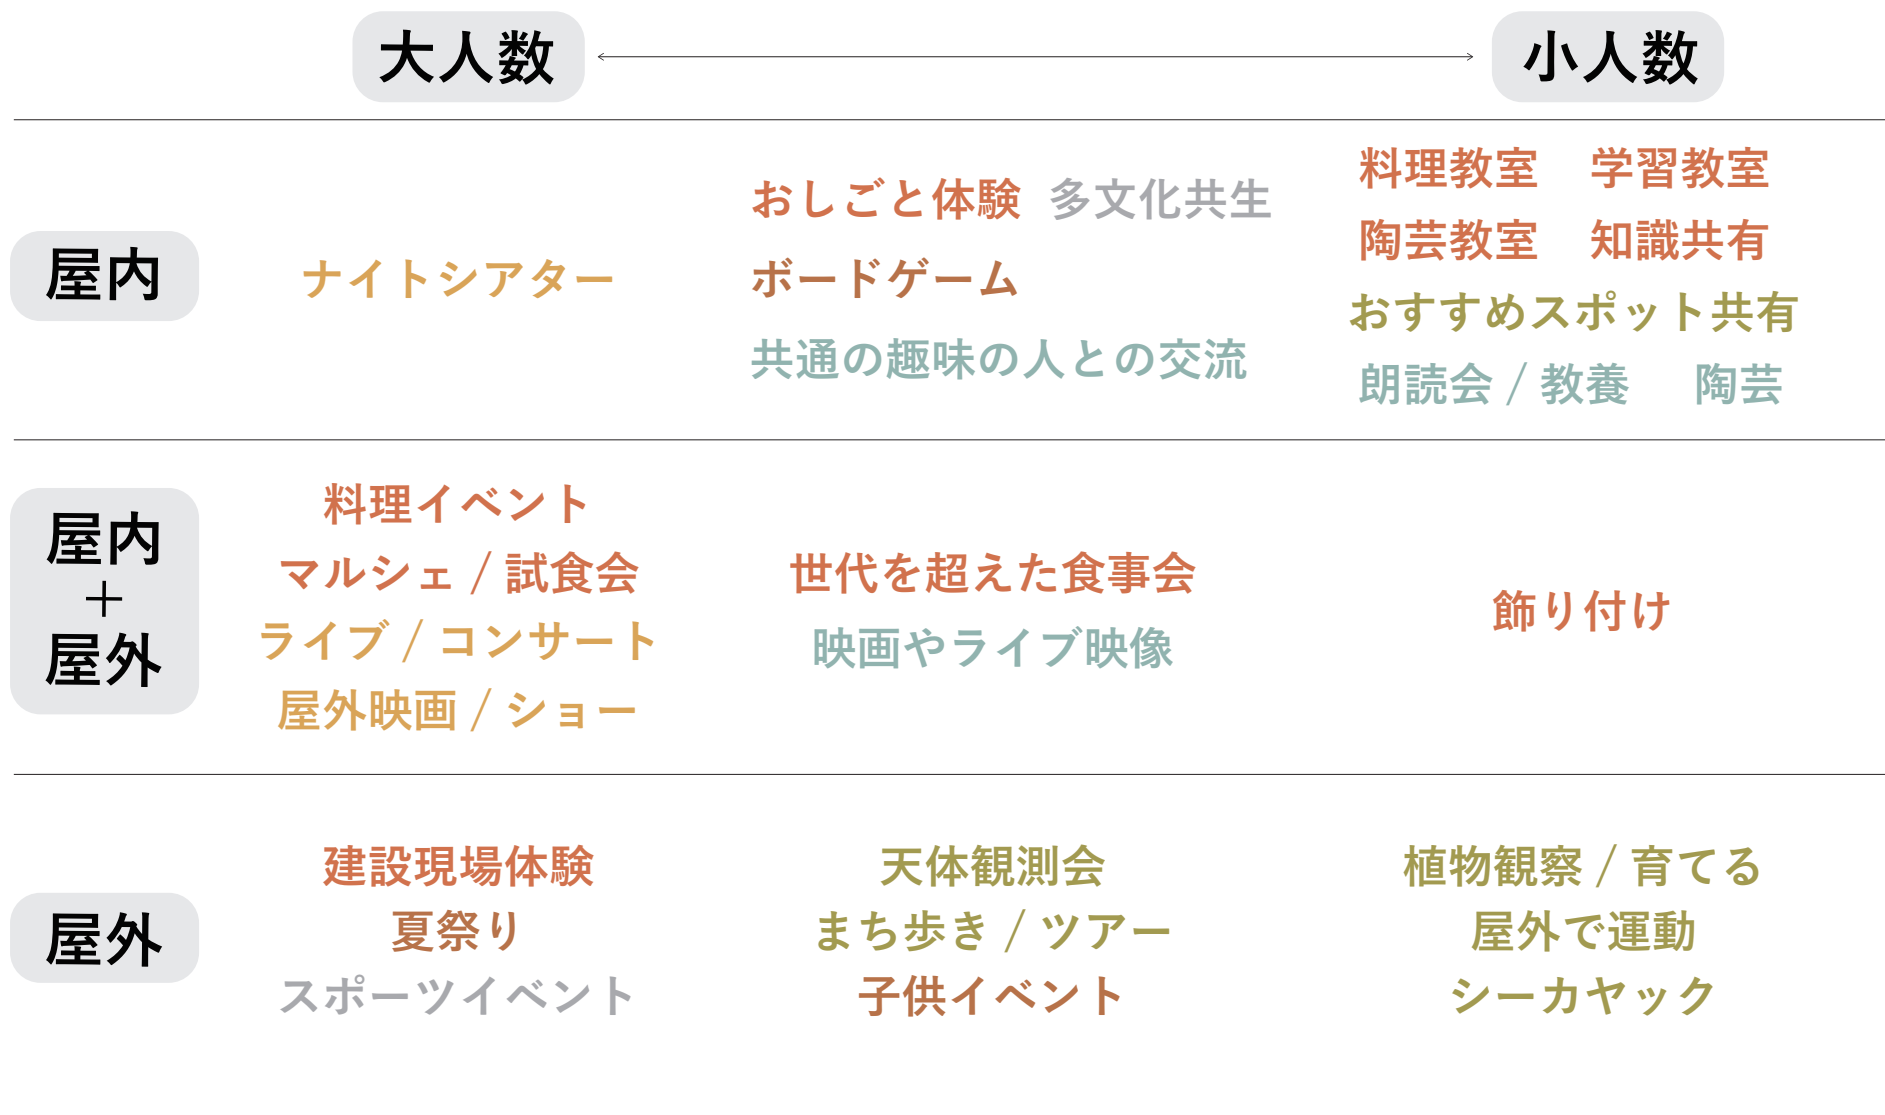 大人数 小人数
屋内
ナイトシアター
おしごと体験 多文化共生
ボードゲーム
共通の趣味の人との交流
料理教室 学習教室
陶芸教室 知識共有
おすすめスポット共有
朗読会 / 教養 陶芸
屋内
＋
屋外
料理イベント
マルシェ / 試食会
ライブ / コンサート
屋外映画 / ショー
世代を超えた食事会
映画やライブ映像
飾り付け
屋外
建設現場体験
夏祭り
スポーツイベント
天体観測会
まち歩き / ツアー
子供イベント
植物観察 / 育てる
屋外で運動
シーカヤック